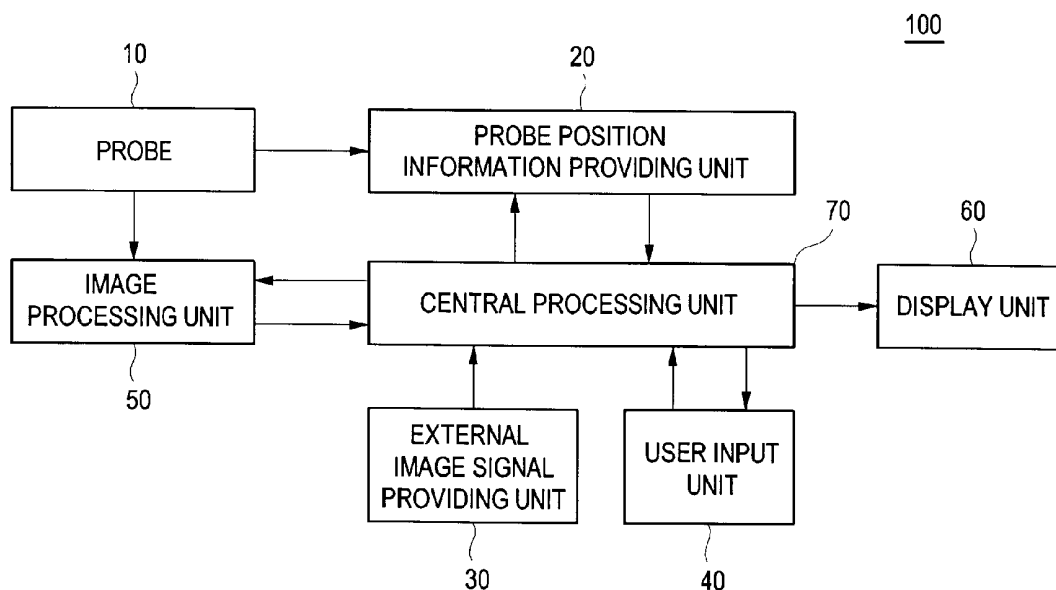 100
10
20
PROBE
PROBE POSITION
INFORMATION PROVIDING UNIT
70
60
IMAGE
PROCESSING UNIT
CENTRAL PROCESSING UNIT
DISPLAY UNIT
50
EXTERNAL
IMAGE SIGNAL
PROVIDING UNIT
USER INPUT
UNIT
30
40